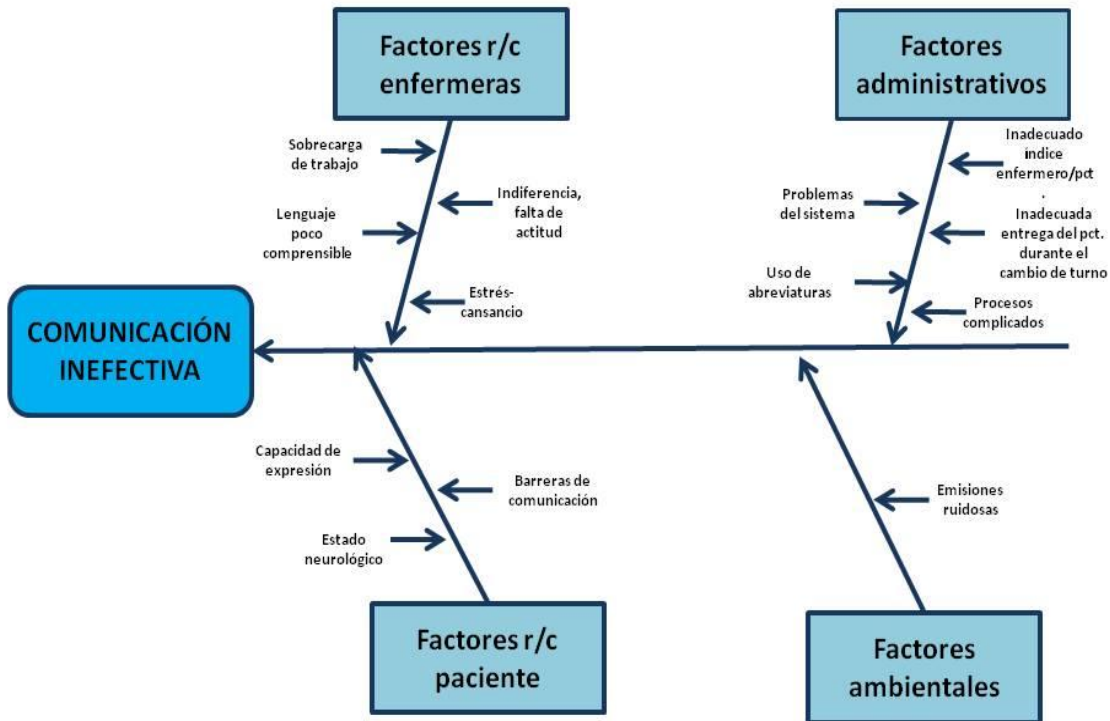 Factores r/c
enfermeras
Factores
administrativos
Sobrecarga
de trabajo
Indiferencia,
falta de
actitud
Lenguaje
poco
comprensible
Estrés-
cansancio
Inadecuado
índice
enfermero/pct
.
Problemas
del sistema
Inadecuada
entrega del pct.
durante el
cambio de turno
Uso de
abreviaturas
Procesos
complicados
COMUNICACIÓN
INEFECTIVA
Capacidad de
expresión
Barreras de
comunicación
Estado
neurológico
Emisiones
ruidosas
Factores r/c
paciente
Factores
ambientales